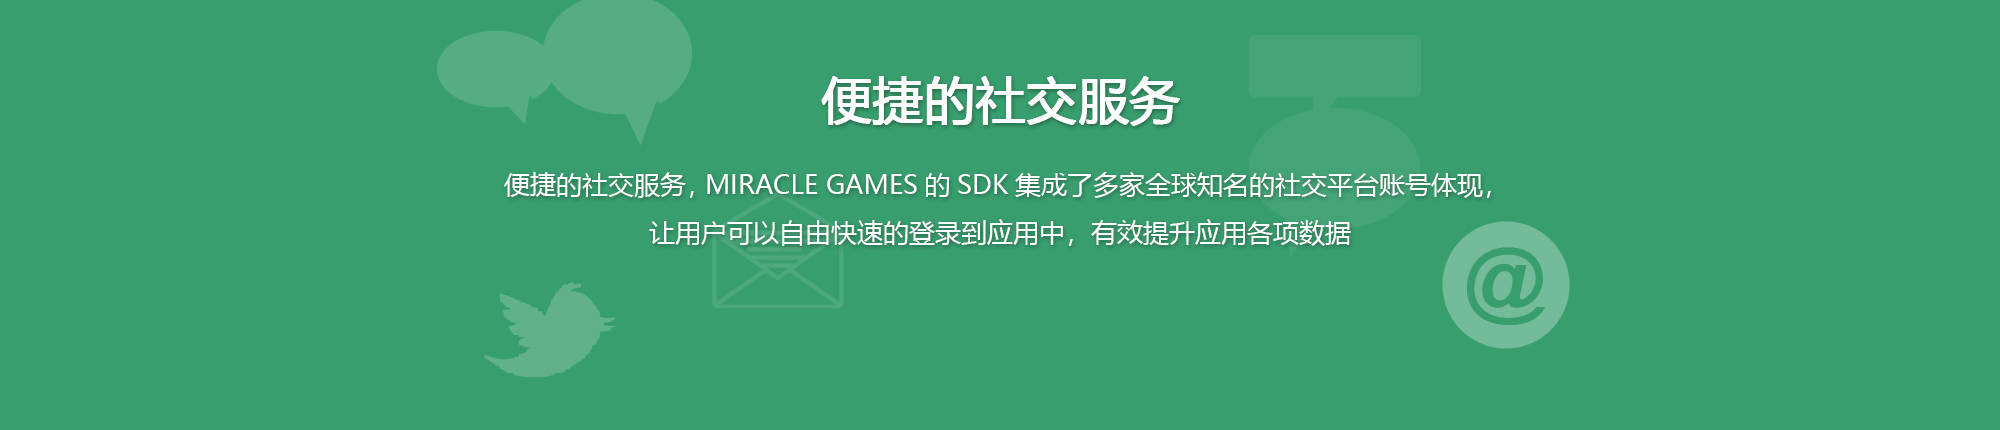 便捷的社交服务
便捷的社交服务，MIRACLE GAMES 的 SDK 集成了多家全球知名的社交平台账号体现，
让用户可以自由快速的登录到应用中，有效提升应用各项数据
@